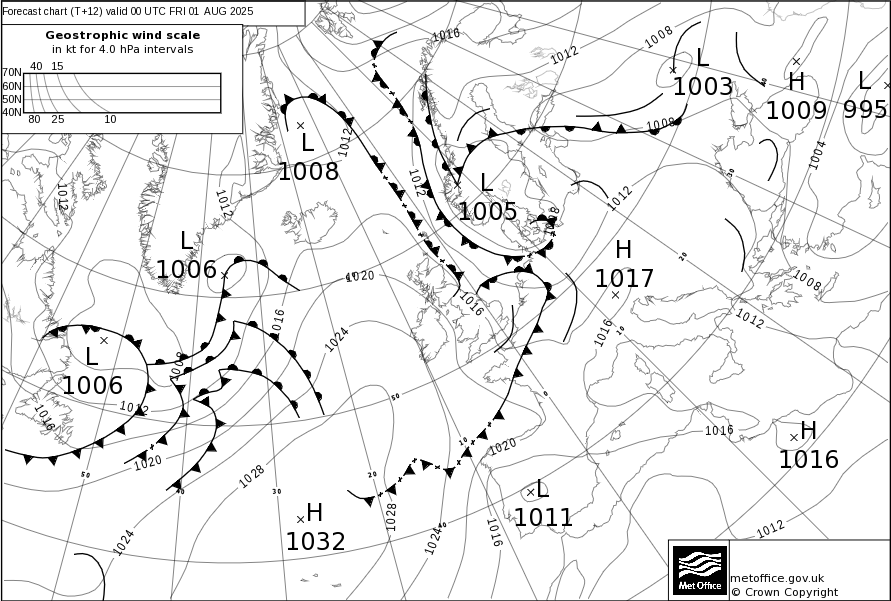 Forecast chart (T+12) valid 00 UTC FRI 01 AUG 2025
Geostrophic wind scale
in kt for 4.0 hPa intervals
40 15
70N
60N
50N
40N
80 25 10
1016
1012
1008
L
1003
H
1009
L
995
40
1008
1004
L
1008
1012
1012
L
1005
1012
1012
1012
1008
30
L
1006
H
1017
20
1020
1016
1008
1012
1016
1024
1016
10
L
1006
1008
1012
1016
50
0
1016
H
1016
10
1020
1020
50
1028
40
30
20
L
1011
H
1032
1028
1024
40
1016
1024
1012
Met Office
metoffice.gov.uk
© Crown Copyright